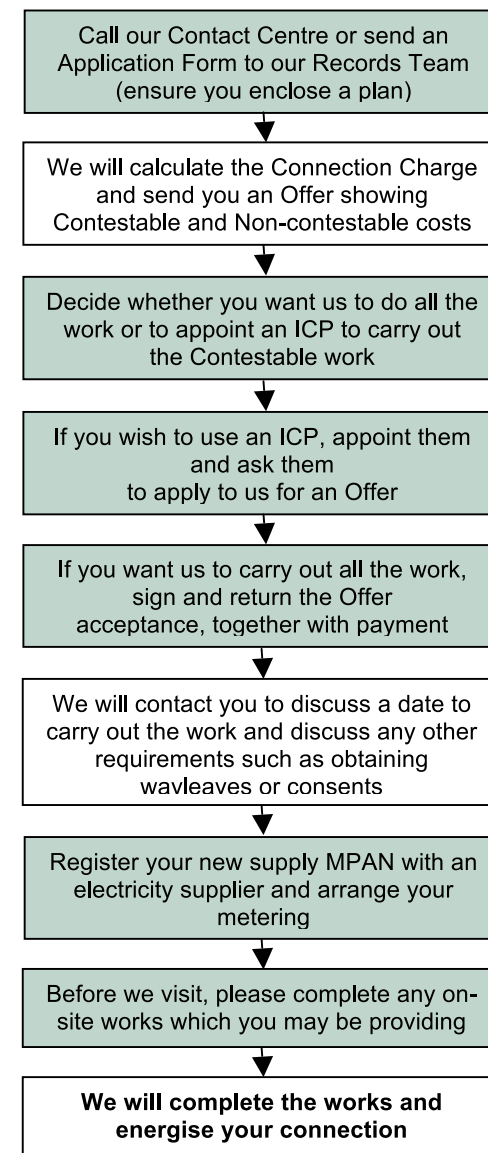 Call our Contact Centre or send an
Application Form to our Records Team
(ensure you enclose a plan)
We will calculate the Connection Charge
and send you an Offer showing
Contestable and Non-contestable costs
Decide whether you want us to do all the
work or to appoint an ICP to carry out
the Contestable work
If you wish to use an ICP, appoint them
and ask them
to apply to us for an Offer
If you want us to carry out all the work,
sign and return the Offer
acceptance, together with payment
We will contact you to discuss a date to
carry out the work and discuss any other
requirements such as obtaining
wayleaves or consents
Register your new supply MPAN with an
electricity supplier and arrange your
metering
Before we visit, please complete any on-
site works which you may be providing
We will complete the works and
energise your connection